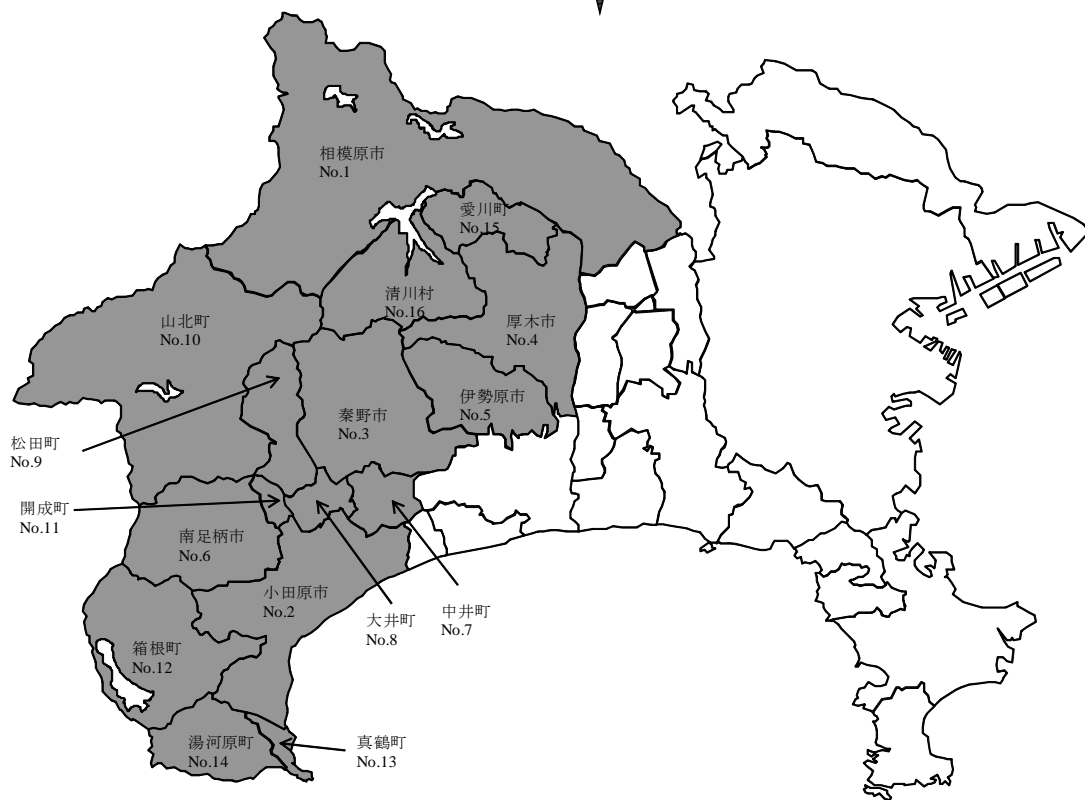 相模原市
No.1
愛川町
No.15
清川村
No.16
山北町
No.10
厚木市
No.4
伊勢原市
No.5
秦野市
No.3
松田町
No.9
開成町
No.11
南足柄市
No.6
小田原市
No.2
大井町
No.8
中井町
No.7
箱根町
No.12
湯河原町
No.14
真鶴町
No.13